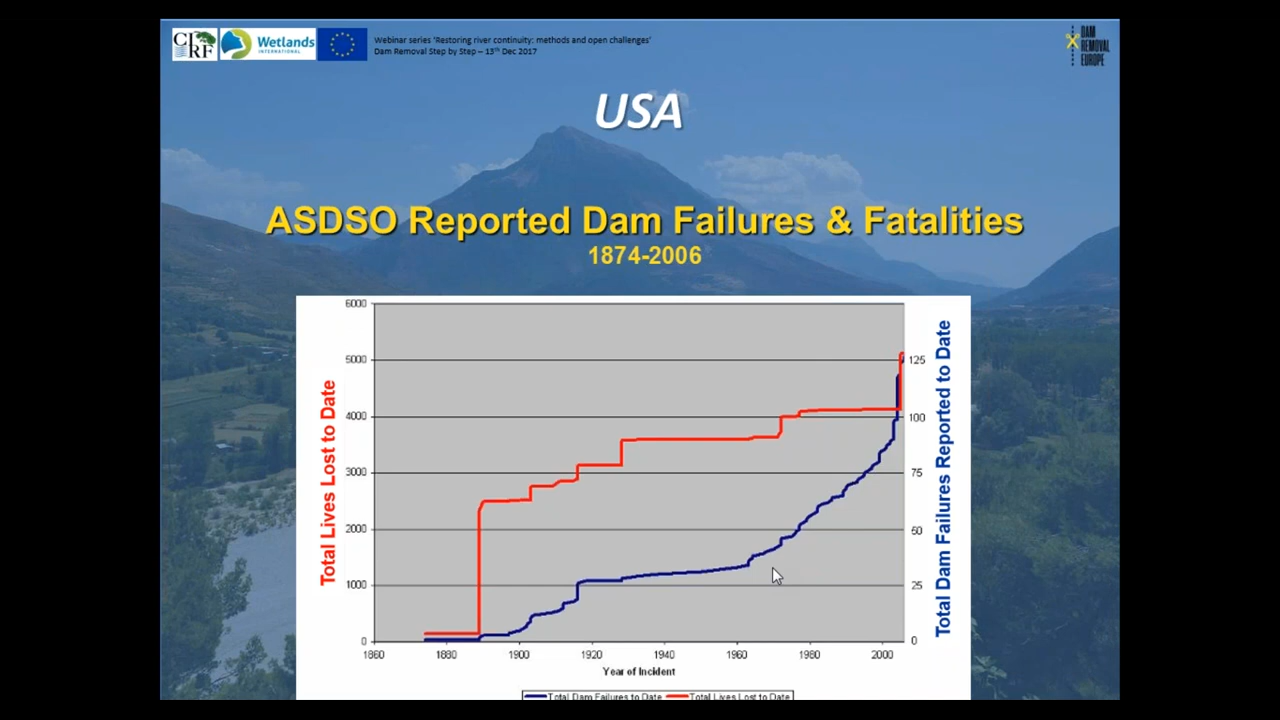 CIRF
Wetlands
INTERNATIONAL
Webinar series 'Restoring river continuity: methods and open challenges'
Dam Removal Step by Step – 13th Dec 2017
DAM
REMOVAL
EUROPE
USA
ASDSO Reported Dam Failures & Fatalities
1874-2006
Total Lives Lost to Date
6000
5000
4000
3000
2000
1000
0
125
100
75
50
25
0
Total Dam Failures Reported to Date
1860 1880 1900 1920 1940 1960 1980 2000
Year of Incident
Total Dam Failures to Date Total Lives Lost to Date